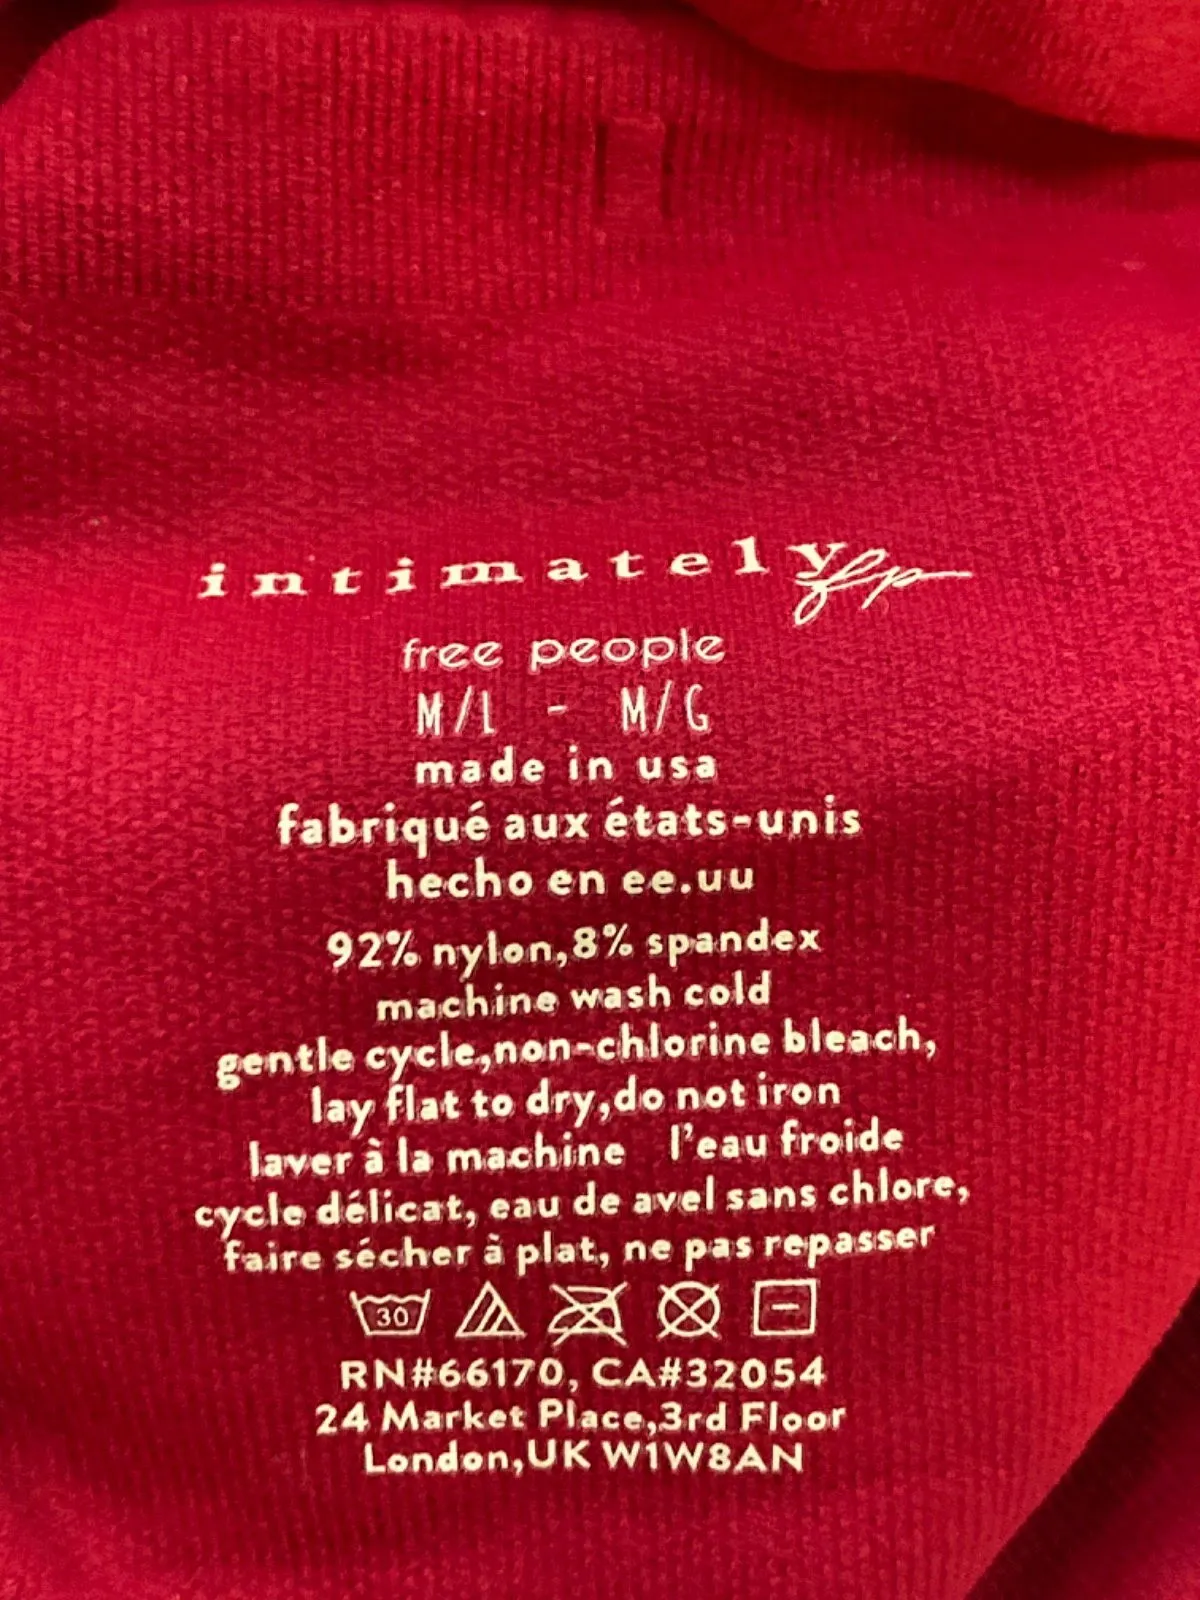 intimately fp
free people
M/L - M/G
made in usa
fabriqué aux états-unis
hecho en ee.uu
92% nylon,8% spandex
machine wash cold
gentle cycle,non-chlorine bleach,
lay flat to dry,do not iron
laver à la machine l'eau froide
cycle délicat, eau de avel sans chlore,
faire sécher à plat, ne pas repasser
30
RN#66170, CA#32054
24 Market Place,3rd Floor
London,UK W1W8AN